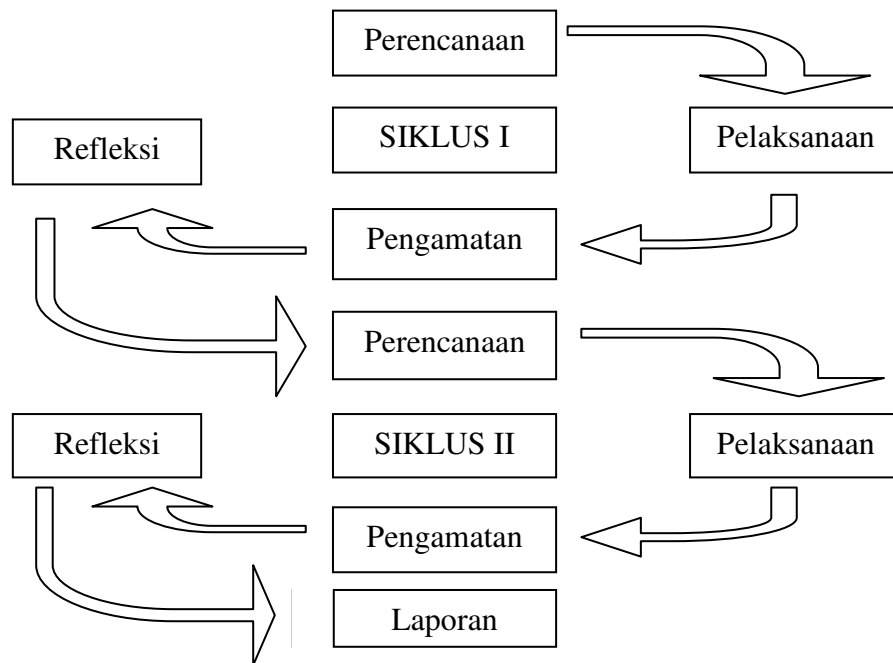 Perencanaan
Refleksi
SIKLUS I
Pelaksanaan
Pengamatan
Perencanaan
Refleksi
SIKLUS II
Pelaksanaan
Pengamatan
Laporan